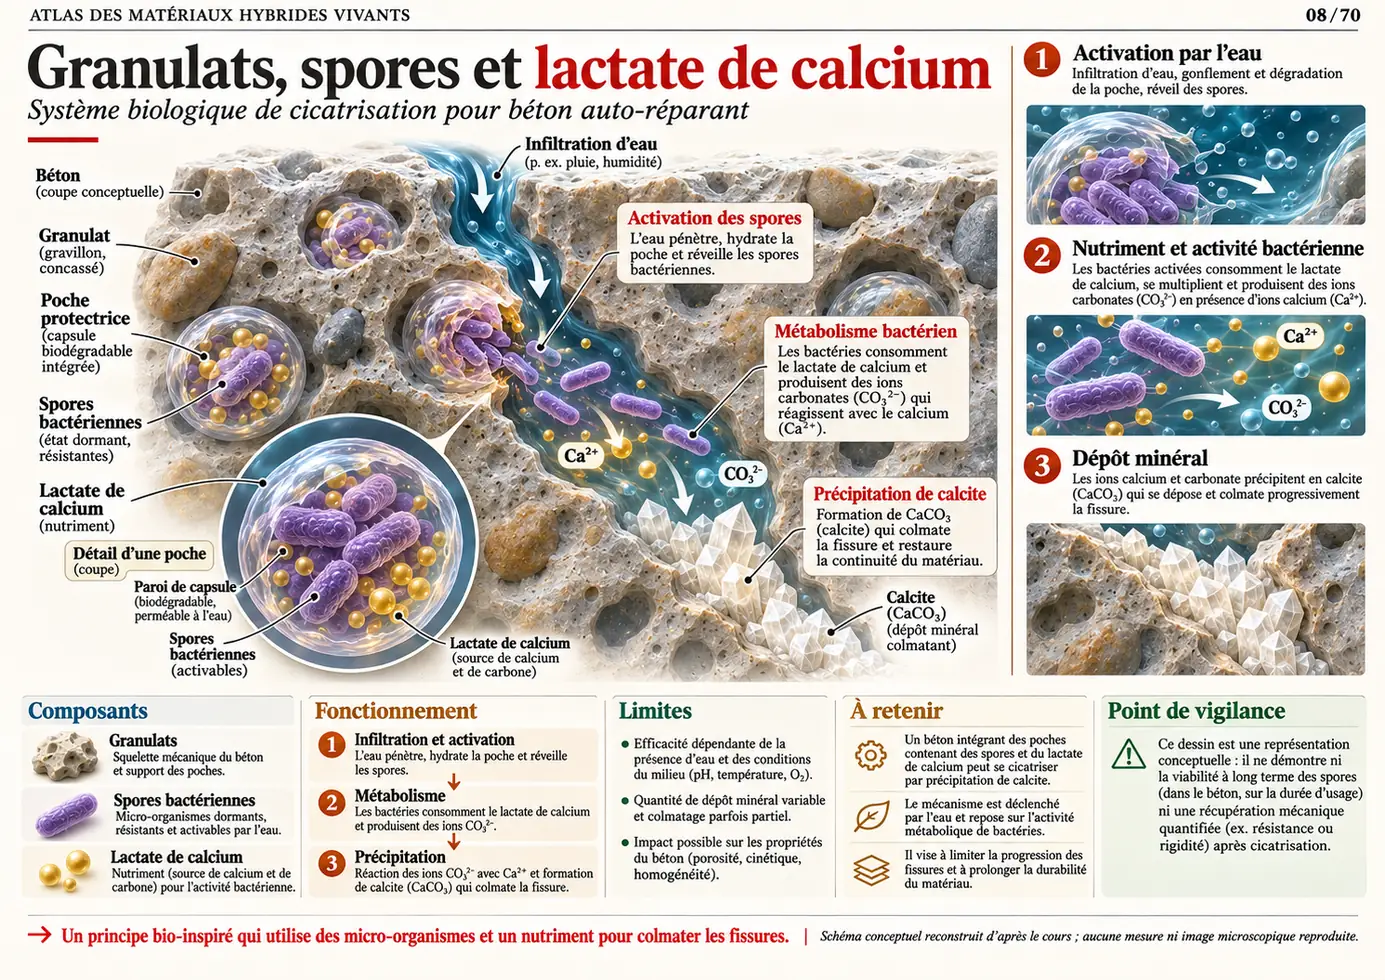 ATLAS DES MATÉRIAUX HYBRIDES VIVANTS
08/70
Granulats, spores et lactate de calcium
Système biologique de cicatrisation pour béton auto-réparant
Béton
(coupe conceptuelle)
Granulat
(gravillon,
concassé)
Poche
protectrice
(capsule
biodégradable
intégrée)
Spores
bactériennes
(état dormant,
résistantes)
Lactate de
calcium
(nutriment)
Détail d'une poche
(coupe)
Paroi de capsule
(biodégradable,
perméable à l'eau)
Spores
bactériennes
(activables)
Lactate de calcium
(source de calcium
et de carbone)
Infiltration d'eau
(p. ex. pluie, humidité)
Activation des spores
L'eau pénètre, hydrate la
poche et réveille les spores
bactériennes.
Métabolisme bactérien
Les bactéries consomment
le lactate de calcium et
produisent des ions
carbonates (CO₃²⁻) qui
réagissent avec le calcium
(Ca²⁺).
Ca²⁺
CO₃²⁻
Précipitation de calcite
Formation de CaCO₃
(calcite) qui colmate
la fissure et restaure
la continuité du matériau.
Calcite
(CaCO₃)
(dépôt minéral
colmatant)
1 Activation par l'eau
Infiltration d'eau, gonflement et dégradation
de la poche, réveil des spores.
2 Nutriment et activité bactérienne
Les bactéries activées consomment le lactate
de calcium, se multiplient et produisent des ions
carbonates (CO₃²⁻) en présence d'ions calcium (Ca²⁺).
Ca²⁺
CO₃²⁻
3 Dépôt minéral
Les ions calcium et carbonate précipitent en calcite
(CaCO₃) qui se dépose et colmate progressivement
la fissure.
Composants
Granulats
Squelette mécanique du béton
et support des poches.
Spores bactériennes
Micro-organismes dormants,
résistants et activables par l'eau.
Lactate de calcium
Nutriment (source de calcium et de
carbone) pour l'activité bactérienne.
Fonctionnement
1 Infiltration et activation
L'eau pénètre, hydrate la poche et réveille
les spores.
2 Métabolisme
Les bactéries consomment le lactate de calcium
et produisent des ions CO₃²⁻.
3 Précipitation
Réaction des ions CO₃²⁻ avec Ca²⁺ et formation
de calcite (CaCO₃) qui colmate la fissure.
Limites
• Efficacité dépendante de la
présence d'eau et des conditions
du milieu (pH, température, O₂).
• Quantité de dépôt minéral variable
et colmatage parfois partiel.
• Impact possible sur les propriétés
du béton (porosité, cinétique,
homogénéité).
À retenir
Un béton intégrant des poches
contenant des spores et du lactate
de calcium peut se cicatriser
par précipitation de calcite.
Le mécanisme est déclenché
par l'eau et repose sur l'activité
métabolique de bactéries.
Il vise à limiter la progression des
fissures et à prolonger la durabilité
du matériau.
Point de vigilance
Ce dessin est une représentation
conceptuelle : il ne démontre ni
la viabilité à long terme des spores
(dans le béton, sur la durée d'usage)
ni une récupération mécanique
quantifiée (ex. résistance ou
rigidité) après cicatrisation.
→ Un principe bio-inspiré qui utilise des micro-organismes et un nutriment pour colmater les fissures. | Schéma conceptuel reconstruit d'après le cours ; aucune mesure ni image microscopique reproduite.